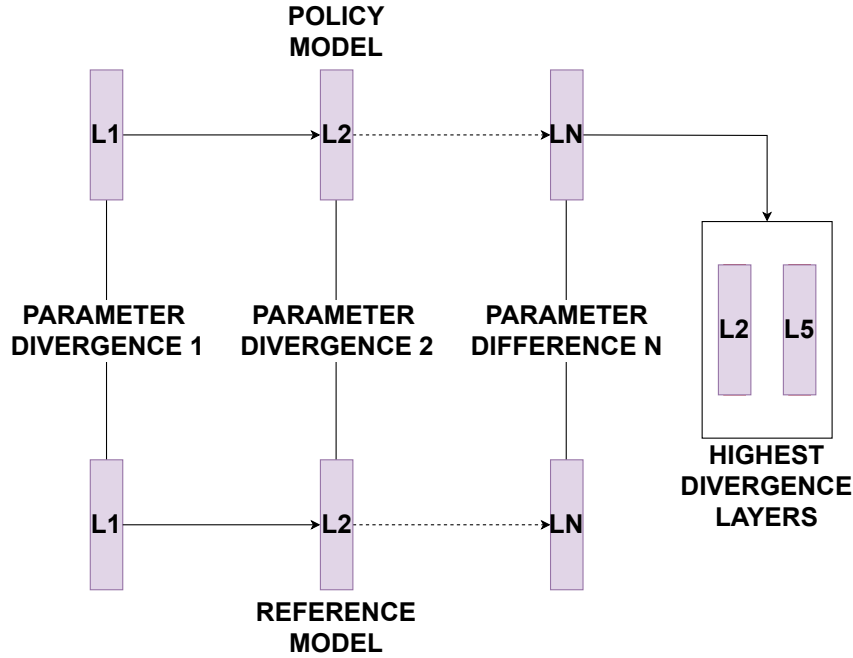 POLICY
MODEL
L1
L2
LN
PARAMETER
DIVERGENCE 1
PARAMETER
DIVERGENCE 2
PARAMETER
DIFFERENCE N
L2
L5
HIGHEST
DIVERGENCE
LAYERS
L1
L2
LN
REFERENCE
MODEL